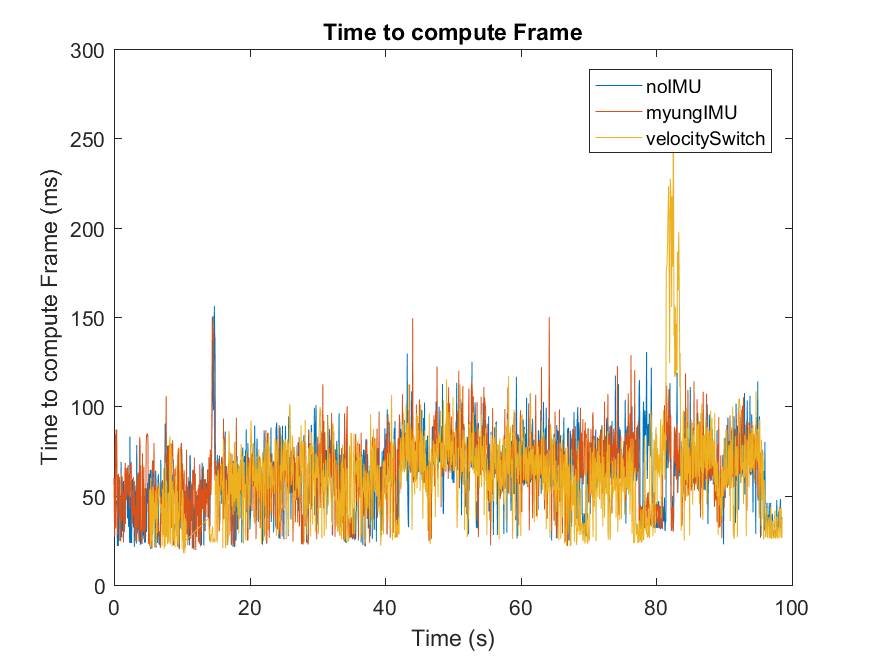 Time to compute Frame
300
250
200
150
100
50
0
Time to compute Frame (ms)
noIMU
myungIMU
velocitySwitch
0 20 40 60 80 100
Time (s)